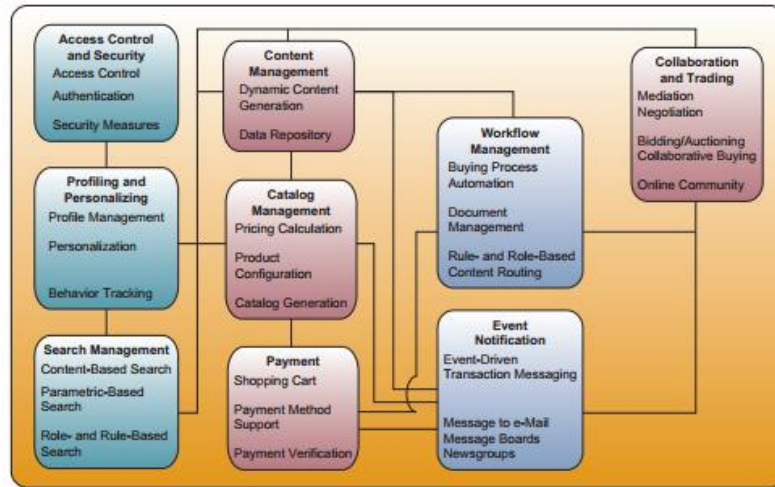 Access Control
and Security
Access Control
Authentication
Security Measures
Profiling and
Personalizing
Profile Management
Personalization
Behavior Tracking
Search Management
Content-Based Search
Parametric-Based
Search
Role- and Rule-Based
Search
Content
Management
Dynamic Content
Generation
Data Repository
Catalog
Management
Pricing Calculation
Product
Configuration
Catalog Generation
Payment
Shopping Cart
Payment Method
Support
Payment Verification
Workflow
Management
Buying Process
Automation
Document
Management
Rule- and Role-Based
Content Routing
Event
Notification
Event-Driven
Transaction Messaging
Message to e-Mail
Message Boards
Newsgroups
Collaboration
and Trading
Mediation
Negotiation
Bidding/Auctioning
Collaborative Buying
Online Community